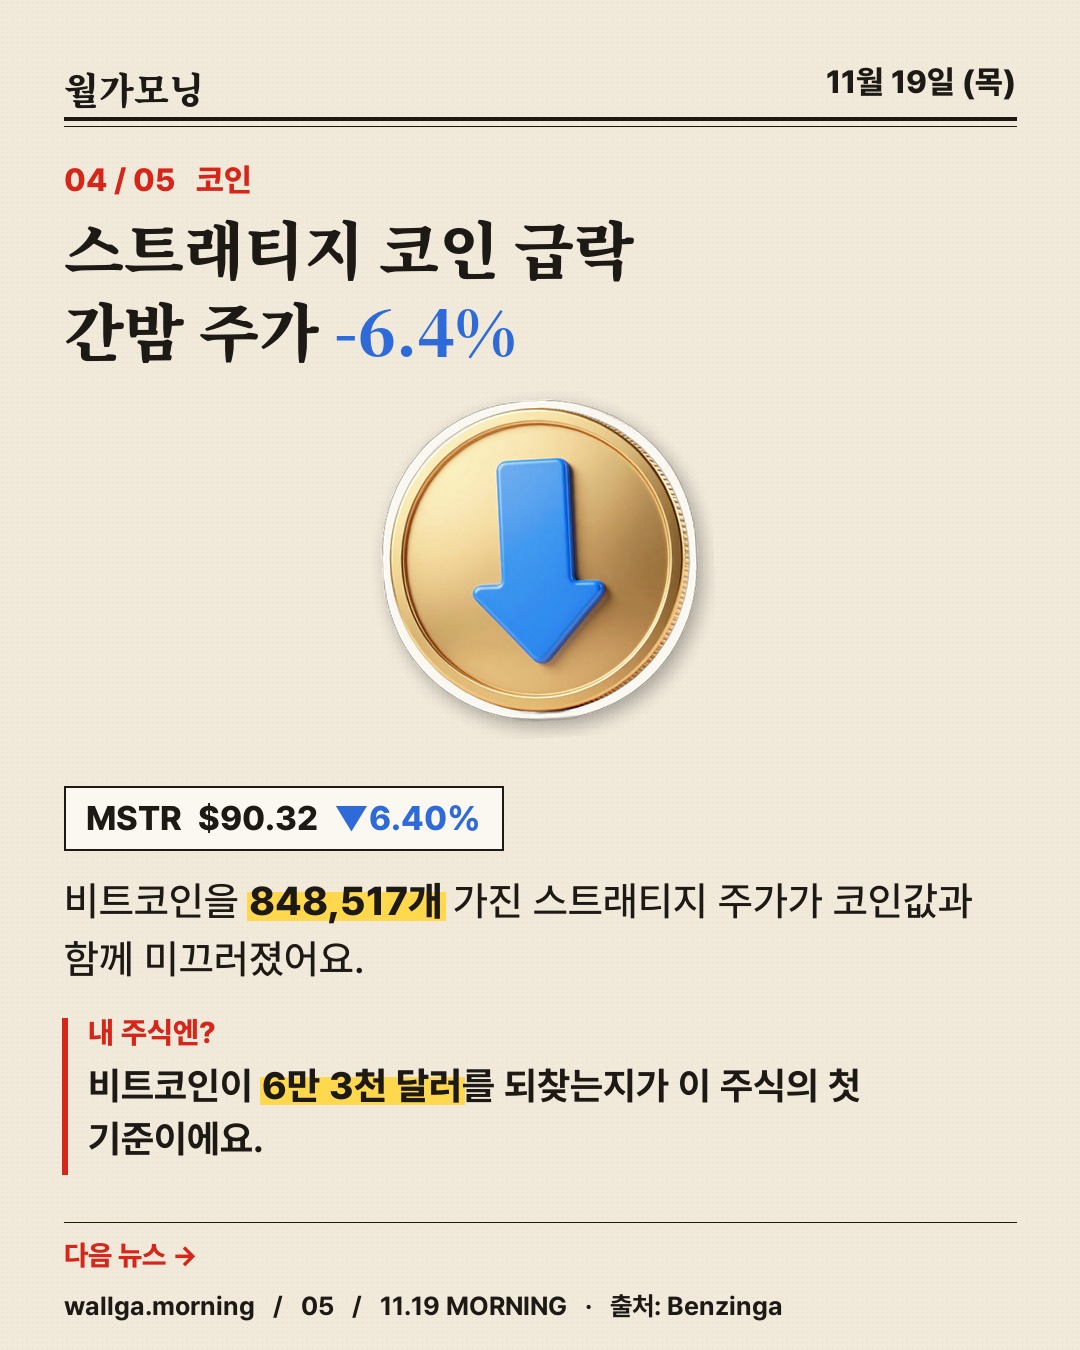 월가모닝
11월 19일 (목)
04 / 05 코인
스트래티지 코인 급락
간밤 주가 -6.4%
MSTR $90.32 ▼6.40%
비트코인을 848,517개 가진 스트래티지 주가가 코인값과
함께 미끄러졌어요.
내 주식엔?
비트코인이 6만 3천 달러를 되찾는지가 이 주식의 첫
기준이에요.
다음 뉴스 →
wallga.morning / 05 / 11.19 MORNING · 출처: Benzinga